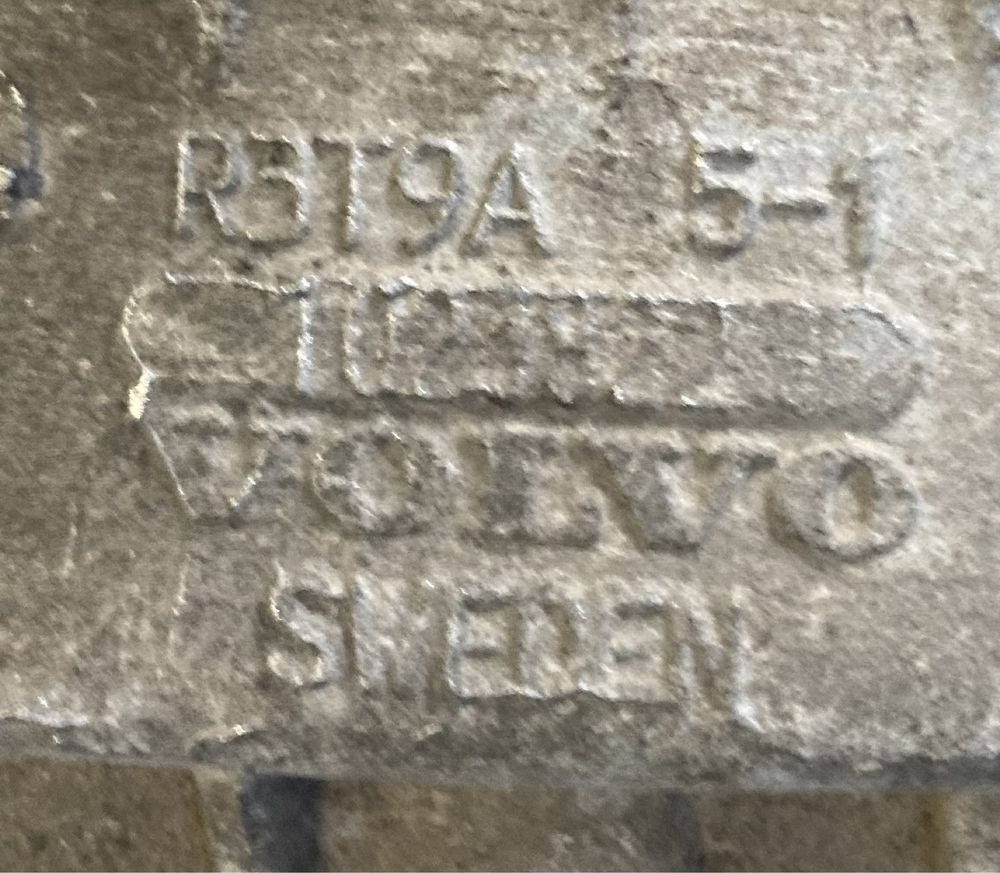 R3T9A 5-1
VOLVO
SWEDEN